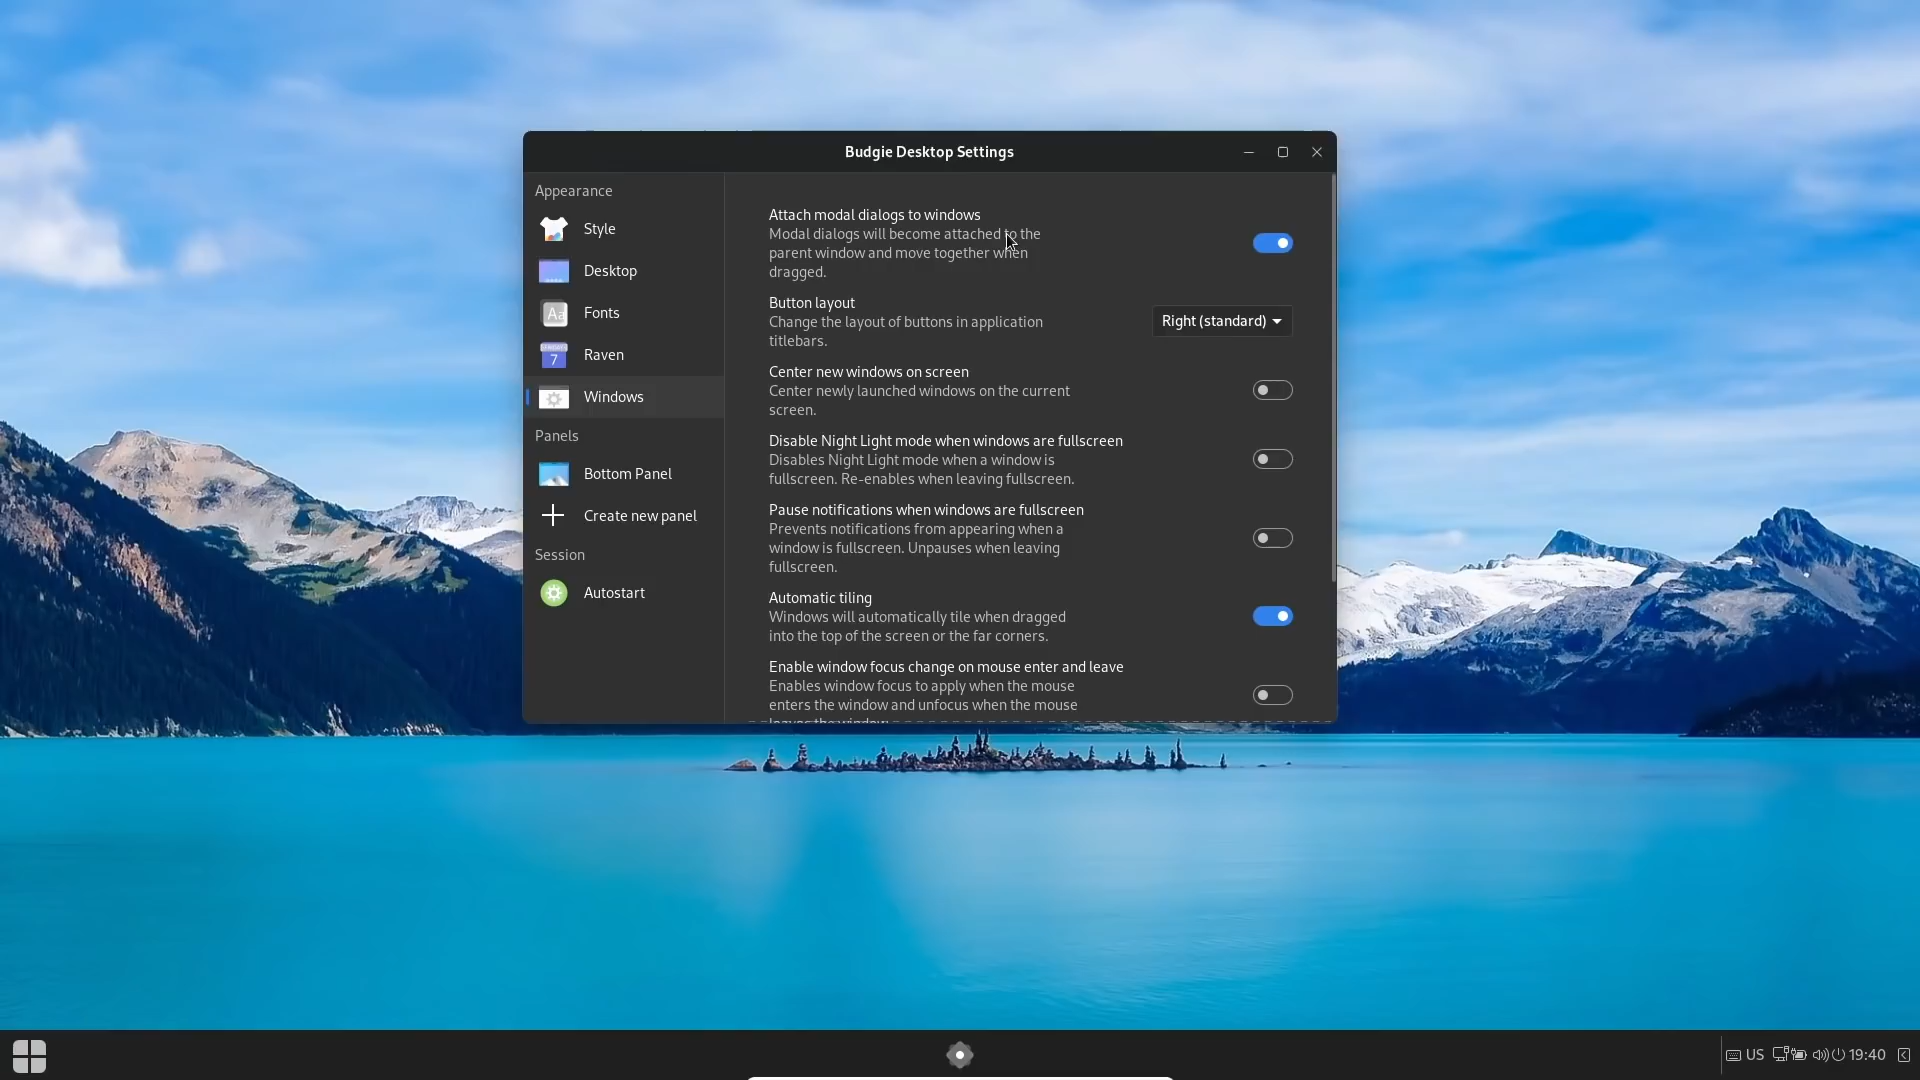 Budgie Desktop Settings
Appearance
Style
Desktop
Fonts
Raven
Windows
Panels
Bottom Panel
Create new panel
Session
Autostart
Attach modal dialogs to windows
Modal dialogs will become attached to the
parent window and move together when
dragged.
Button layout
Change the layout of buttons in application
titlebars.
Right (standard)
Center new windows on screen
Center newly launched windows on the current
screen.
Disable Night Light mode when windows are fullscreen
Disables Night Light mode when a window is
fullscreen. Re-enables when leaving fullscreen.
Pause notifications when windows are fullscreen
Prevents notifications from appearing when a
window is fullscreen. Unpauses when leaving
fullscreen.
Automatic tiling
Windows will automatically tile when dragged
into the top of the screen or the far corners.
Enable window focus change on mouse enter and leave
Enables window focus to apply when the mouse
enters the window and unfocus when the mouse
leaves the window.
US 19:40